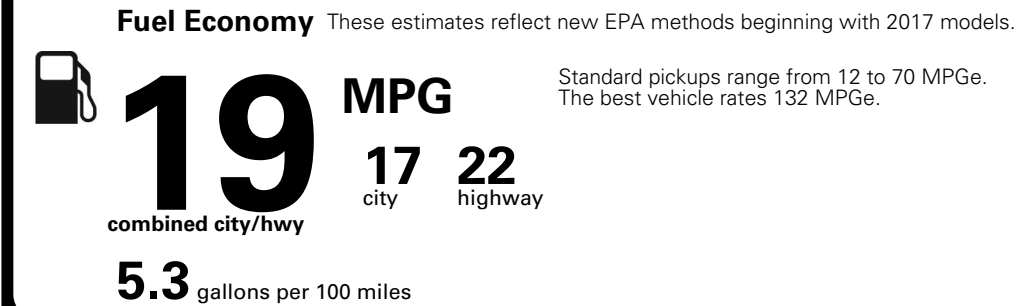 Fuel Economy These estimates reflect new EPA methods beginning with 2017 models.
19 MPG
Standard pickups range from 12 to 70 MPGe.
The best vehicle rates 132 MPGe.
17 22
city highway
combined city/hwy
5.3 gallons per 100 miles